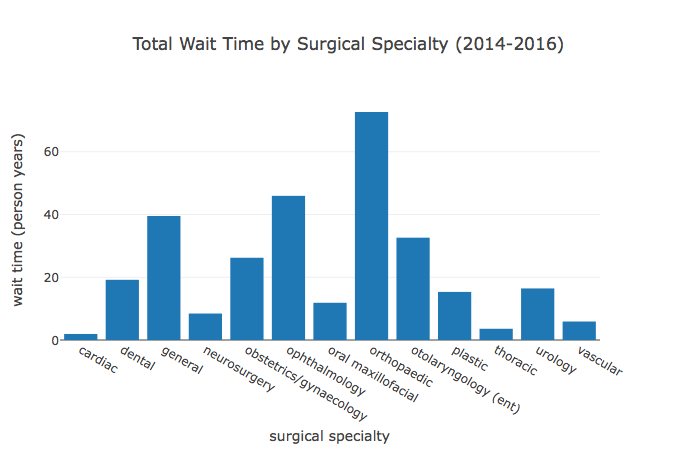 Total Wait Time by Surgical Specialty (2014-2016)
wait time (person years)
60
40
20
0
cardiac
dental
general
neurosurgery
obstetrics/gynaecology
ophthalmology
oral maxillofacial
orthopaedic
otolaryngology (ent)
plastic
thoracic
urology
vascular
surgical specialty